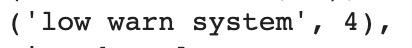 ('low warn system', 4),